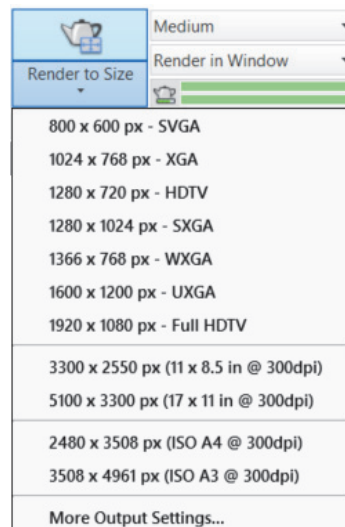 Medium
Render in Window
Render to Size
800 x 600 px - SVGA
1024 x 768 px - XGA
1280 x 720 px - HDTV
1280 x 1024 px - SXGA
1366 x 768 px - WXGA
1600 x 1200 px - UXGA
1920 x 1080 px - Full HDTV
3300 x 2550 px (11 x 8.5 in @ 300dpi)
5100 x 3300 px (17 x 11 in @ 300dpi)
2480 x 3508 px (ISO A4 @ 300dpi)
3508 x 4961 px (ISO A3 @ 300dpi)
More Output Settings...